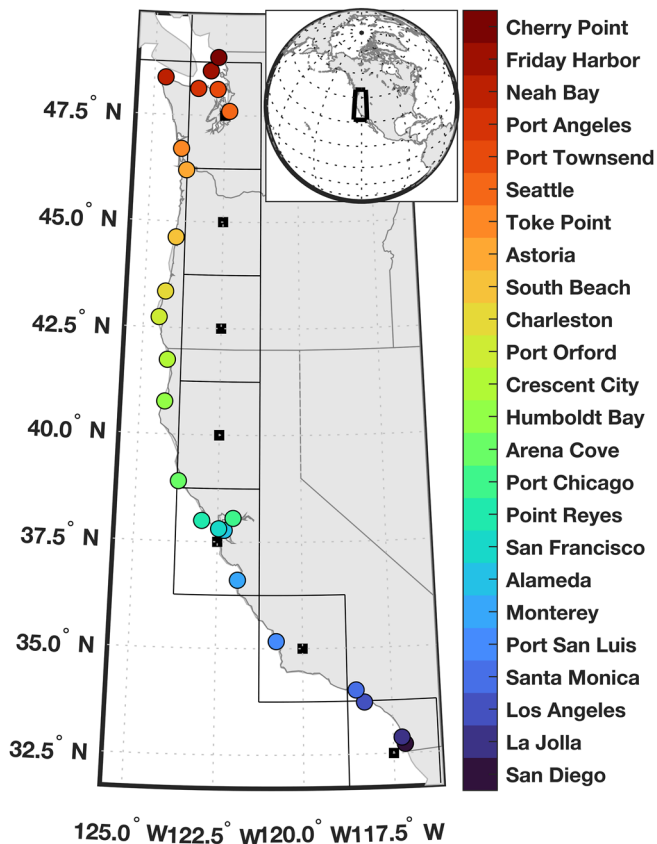 47.5° N
45.0° N
42.5° N
40.0° N
37.5° N
35.0° N
32.5° N
125.0° W122.5° W120.0° W117.5° W
Cherry Point
Friday Harbor
Neah Bay
Port Angeles
Port Townsend
Seattle
Toke Point
Astoria
South Beach
Charleston
Port Orford
Crescent City
Humboldt Bay
Arena Cove
Port Chicago
Point Reyes
San Francisco
Alameda
Monterey
Port San Luis
Santa Monica
Los Angeles
La Jolla
San Diego